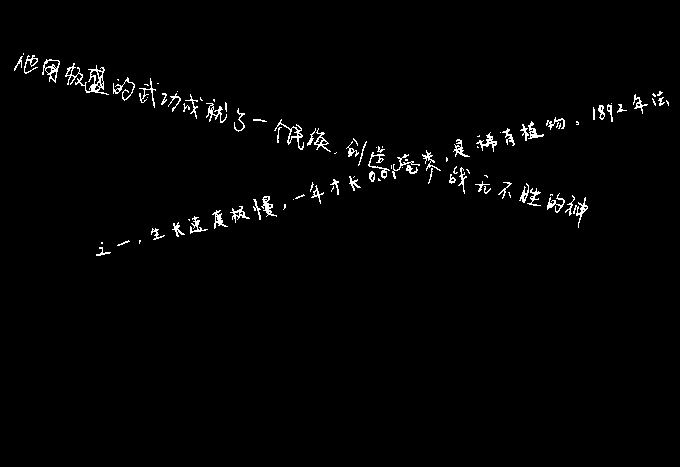 他用极盛的武功成就了一个民族.创造战无不胜的神
之一,生长速度极慢,一年才长0.01毫米,是稀有植物。1892年法